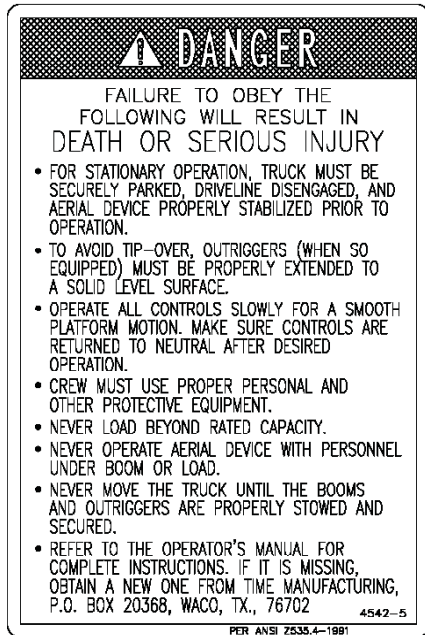 DANGER
FAILURE TO OBEY THE
FOLLOWING WILL RESULT IN
DEATH OR SERIOUS INJURY
• FOR STATIONARY OPERATION, TRUCK MUST BE
SECURELY PARKED, DRIVELINE DISENGAGED, AND
AERIAL DEVICE PROPERLY STABILIZED PRIOR TO
OPERATION.
• TO AVOID TIP-OVER, OUTRIGGERS (WHEN SO
EQUIPPED) MUST BE PROPERLY EXTENDED TO
A SOLID LEVEL SURFACE.
• OPERATE ALL CONTROLS SLOWLY FOR A SMOOTH
PLATFORM MOTION. MAKE SURE CONTROLS ARE
RETURNED TO NEUTRAL AFTER DESIRED
OPERATION.
• CREW MUST USE PROPER PERSONAL AND
OTHER PROTECTIVE EQUIPMENT.
• NEVER LOAD BEYOND RATED CAPACITY.
• NEVER OPERATE AERIAL DEVICE WITH PERSONNEL
UNDER BOOM OR LOAD.
• NEVER MOVE THE TRUCK UNTIL THE BOOMS
AND OUTRIGGERS ARE PROPERLY STOWED AND
SECURED.
• REFER TO THE OPERATOR'S MANUAL FOR
COMPLETE INSTRUCTIONS. IF IT IS MISSING,
OBTAIN A NEW ONE FROM TIME MANUFACTURING,
P.O. BOX 20368, WACO, TX., 76702
4542-5
PER ANSI Z535.4-1991